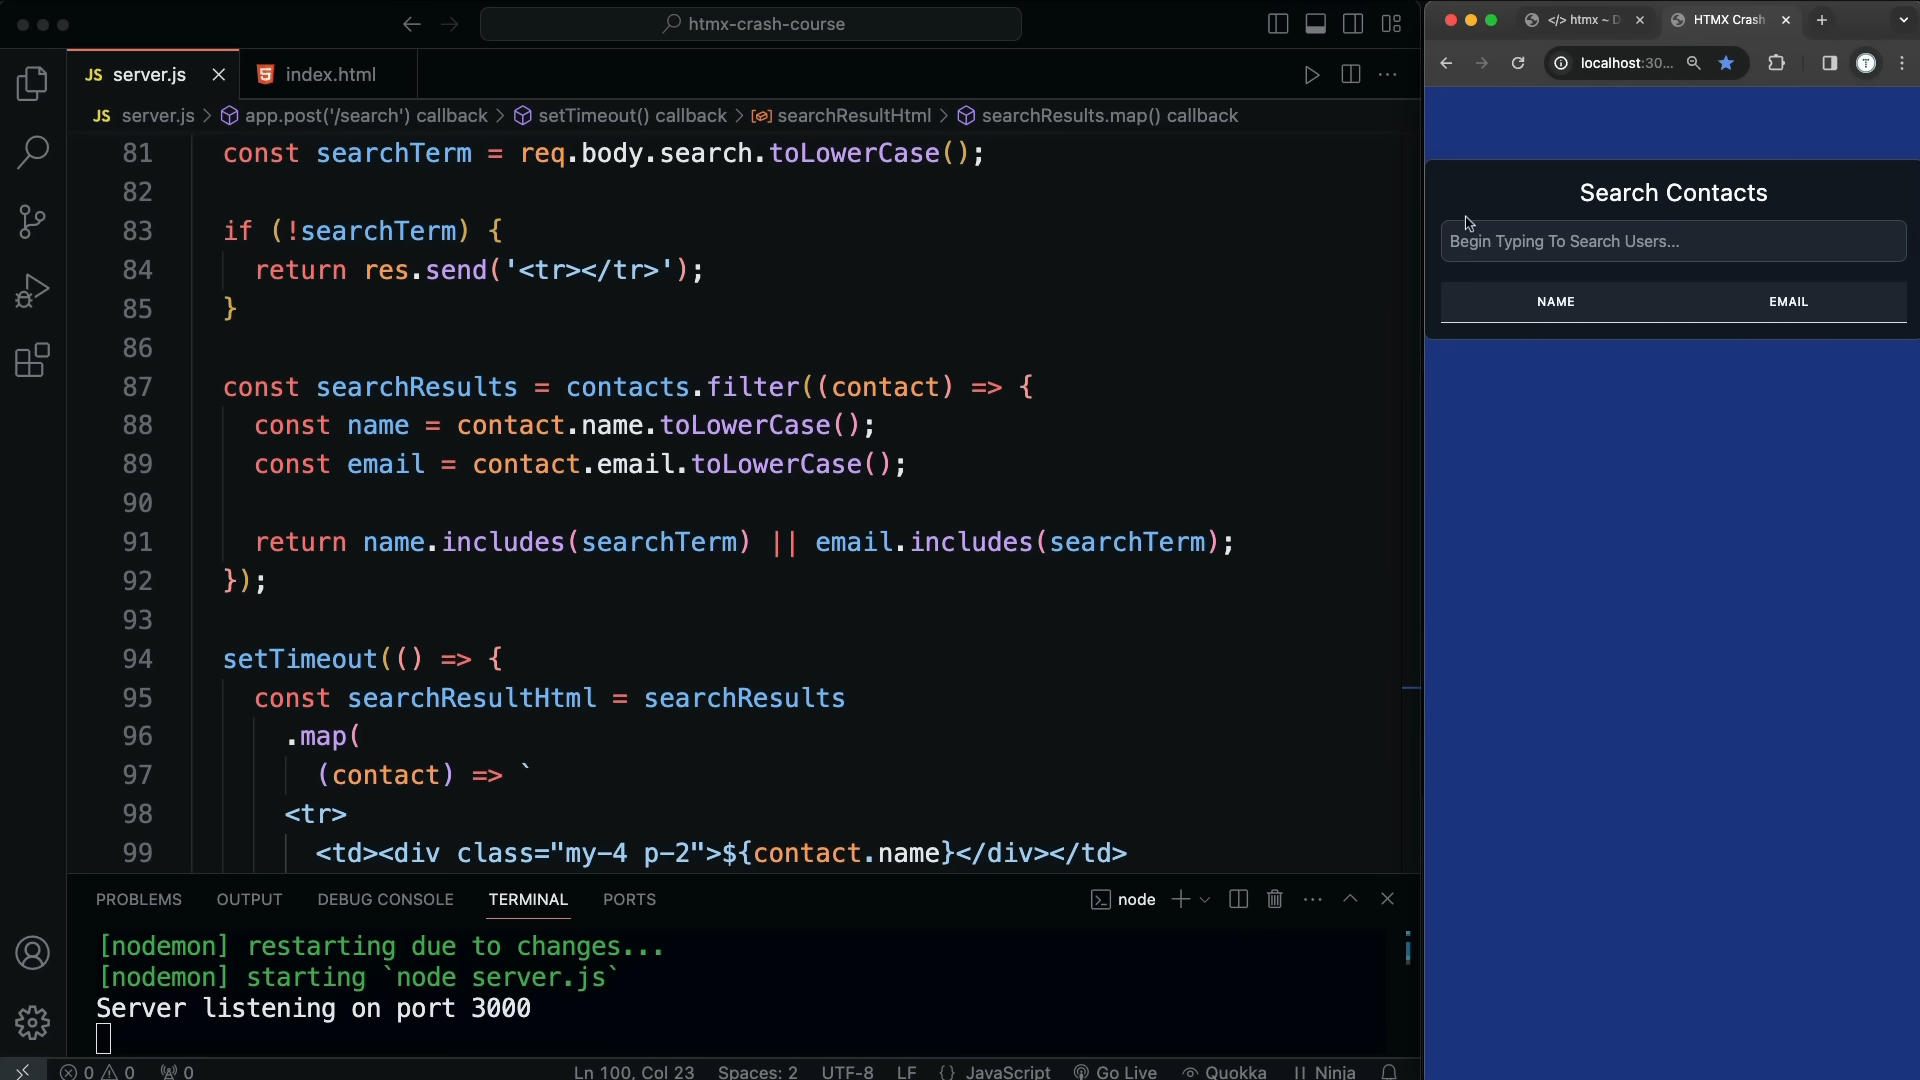 htmx-crash-course
JS server.js
index.html
JS server.js > app.post('/search') callback > setTimeout() callback > searchResultHtml > searchResults.map() callback
81 const searchTerm = req.body.search.toLowerCase();
82
83 if (!searchTerm) {
84 return res.send('<tr></tr>');
85 }
86
87 const searchResults = contacts.filter((contact) => {
88 const name = contact.name.toLowerCase();
89 const email = contact.email.toLowerCase();
90
91 return name.includes(searchTerm) || email.includes(searchTerm);
92 });
93
94 setTimeout(() => {
95 const searchResultHtml = searchResults
96 .map(
97 (contact) => `
98 <tr>
99 <td><div class="my-4 p-2">${contact.name}</div></td>
PROBLEMS OUTPUT DEBUG CONSOLE TERMINAL PORTS
node
[nodemon] restarting due to changes...
[nodemon] starting `node server.js`
Server listening on port 3000
0 0 0
Ln 100, Col 23 Spaces: 2 UTF-8 LF {} JavaScript Go Live Quokka Ninja
</> htmx ~ D
HTMX Crash
localhost:30...
T
Search Contacts
Begin Typing To Search Users...
NAME EMAIL